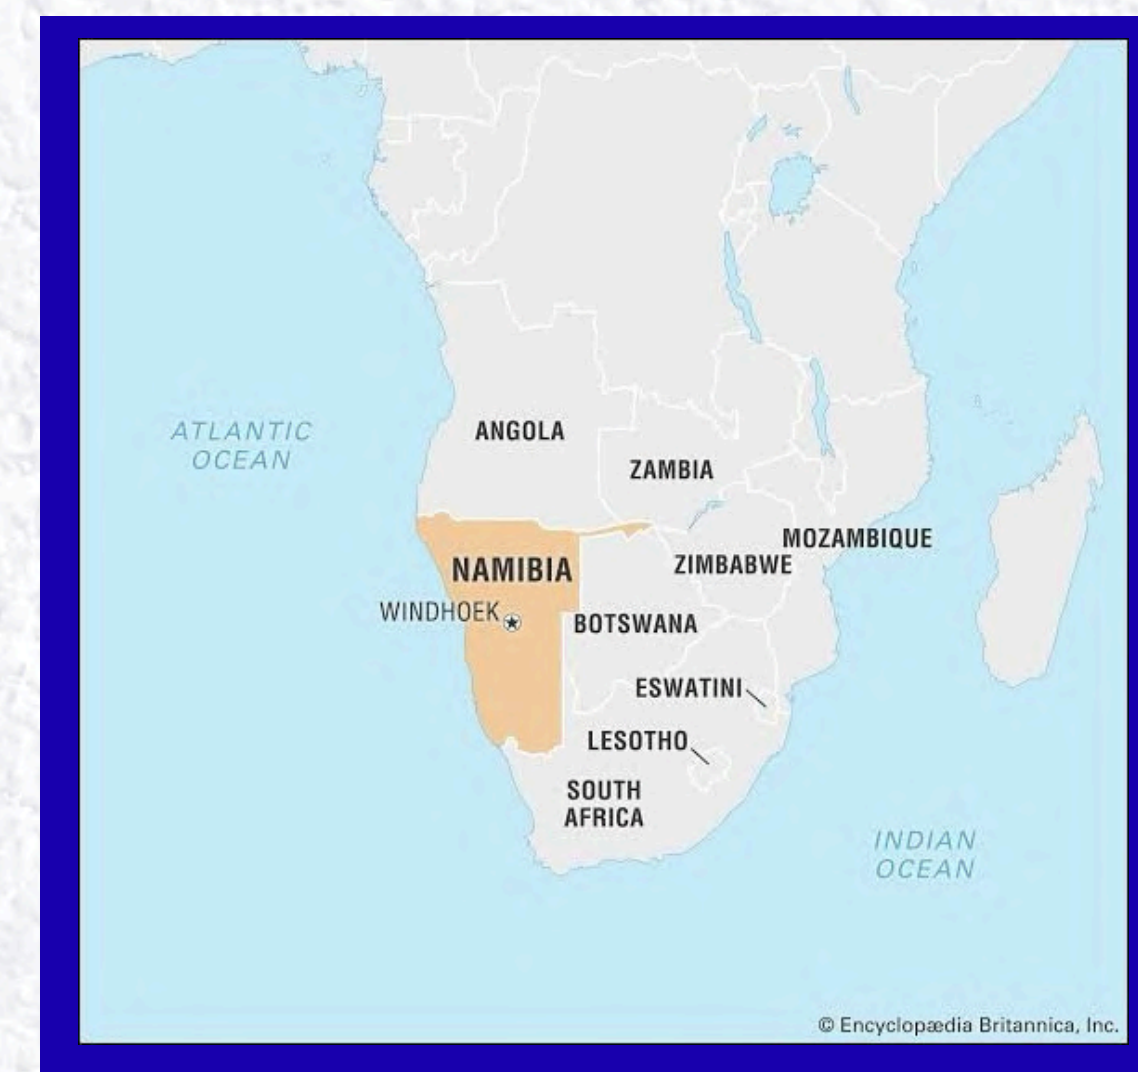 ATLANTIC
OCEAN
ANGOLA
ZAMBIA
MOZAMBIQUE
ZIMBABWE
NAMIBIA
WINDHOEK
BOTSWANA
ESWATINI
LESOTHO
SOUTH
AFRICA
INDIAN
OCEAN
© Encyclopædia Britannica, Inc.